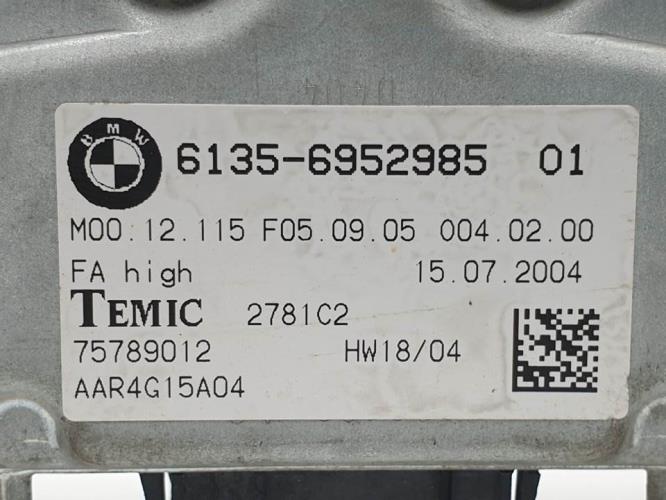 BMW
6135-6952985 01
M00.12.115 F05.09.05 004.02.00
FA high 15.07.2004
TEMIC 2781C2
75789012 HW18/04
AAR4G15A04